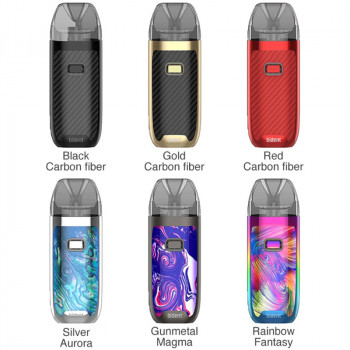 Black
Carbon fiber
Gold
Carbon fiber
Red
Carbon fiber
Silver
Aurora
Gunmetal
Magma
Rainbow
Fantasy